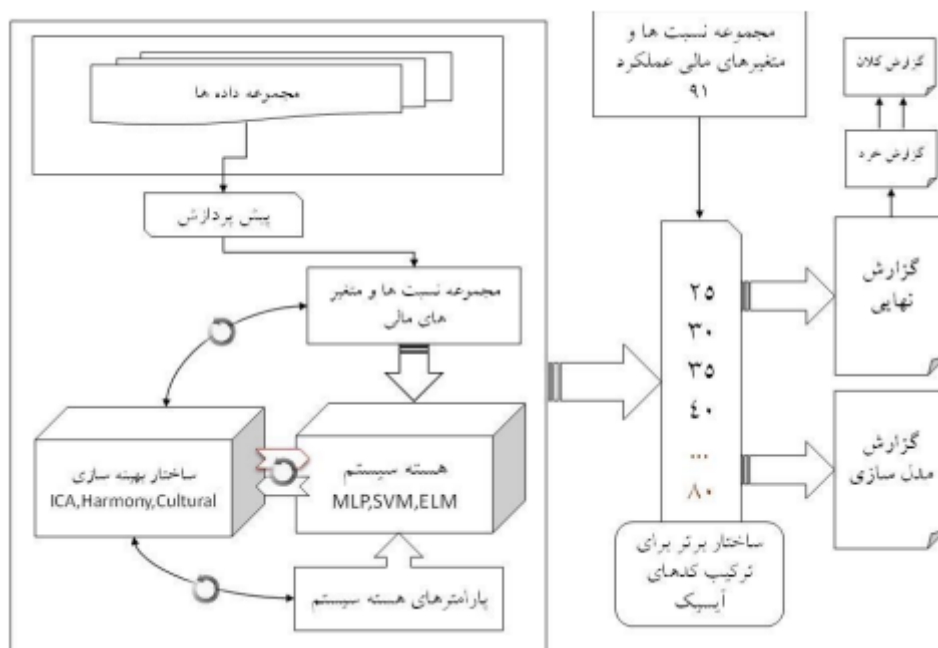 مجموعه داده ها
پیش پردازش
مجموعه نسبت ها و متغیر
های مالی
ساختار بهینه سازی
ICA,Harmony,Cultural
هسته سیستم
MLP,SVM,ELM
پارامترهای هسته سیستم
مجموعه نسبت ها و
متغیرهای مالی عملکرد
۹۱
۲۵
۳۰
۳۵
٤٠
...
۸۰
ساختار برتر برای
ترکیب کدهای
آیسیک
گزارش کلان
گزارش خرد
گزارش
نهایی
گزارش
مدل سازی